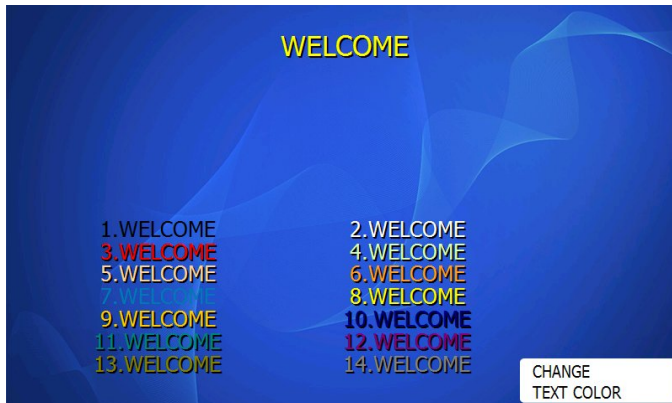 WELCOME
1.WELCOME 2.WELCOME
3.WELCOME 4.WELCOME
5.WELCOME 6.WELCOME
7.WELCOME 8.WELCOME
9.WELCOME 10.WELCOME
11.WELCOME 12.WELCOME
13.WELCOME 14.WELCOME
CHANGE
TEXT COLOR